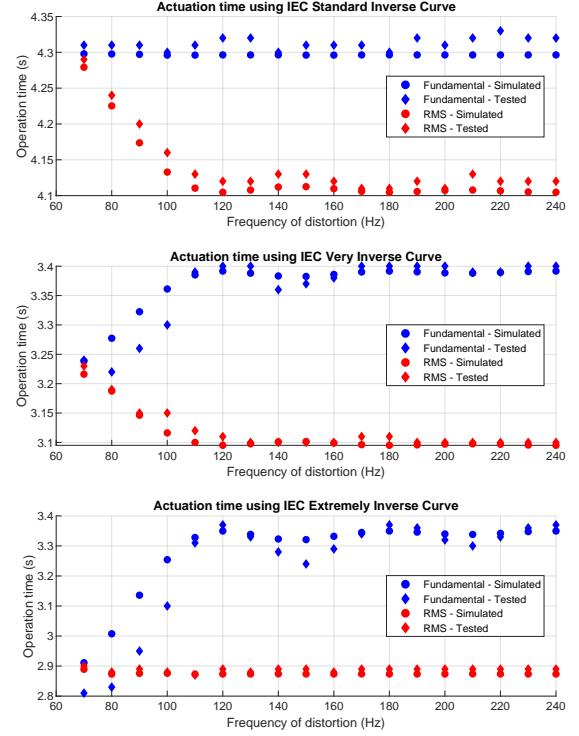 Actuation time using IEC Standard Inverse Curve
4.35
4.3
4.25
4.2
4.15
4.1
Operation time (s)
Fundamental - Simulated
Fundamental - Tested
RMS - Simulated
RMS - Tested
60 80 100 120 140 160 180 200 220 240
Frequency of distortion (Hz)
Actuation time using IEC Very Inverse Curve
3.4
3.35
3.3
3.25
3.2
3.15
3.1
Operation time (s)
Fundamental - Simulated
Fundamental - Tested
RMS - Simulated
RMS - Tested
60 80 100 120 140 160 180 200 220 240
Frequency of distortion (Hz)
Actuation time using IEC Extremely Inverse Curve
3.4
3.3
3.2
3.1
3
2.9
2.8
Operation time (s)
Fundamental - Simulated
Fundamental - Tested
RMS - Simulated
RMS - Tested
60 80 100 120 140 160 180 200 220 240
Frequency of distortion (Hz)